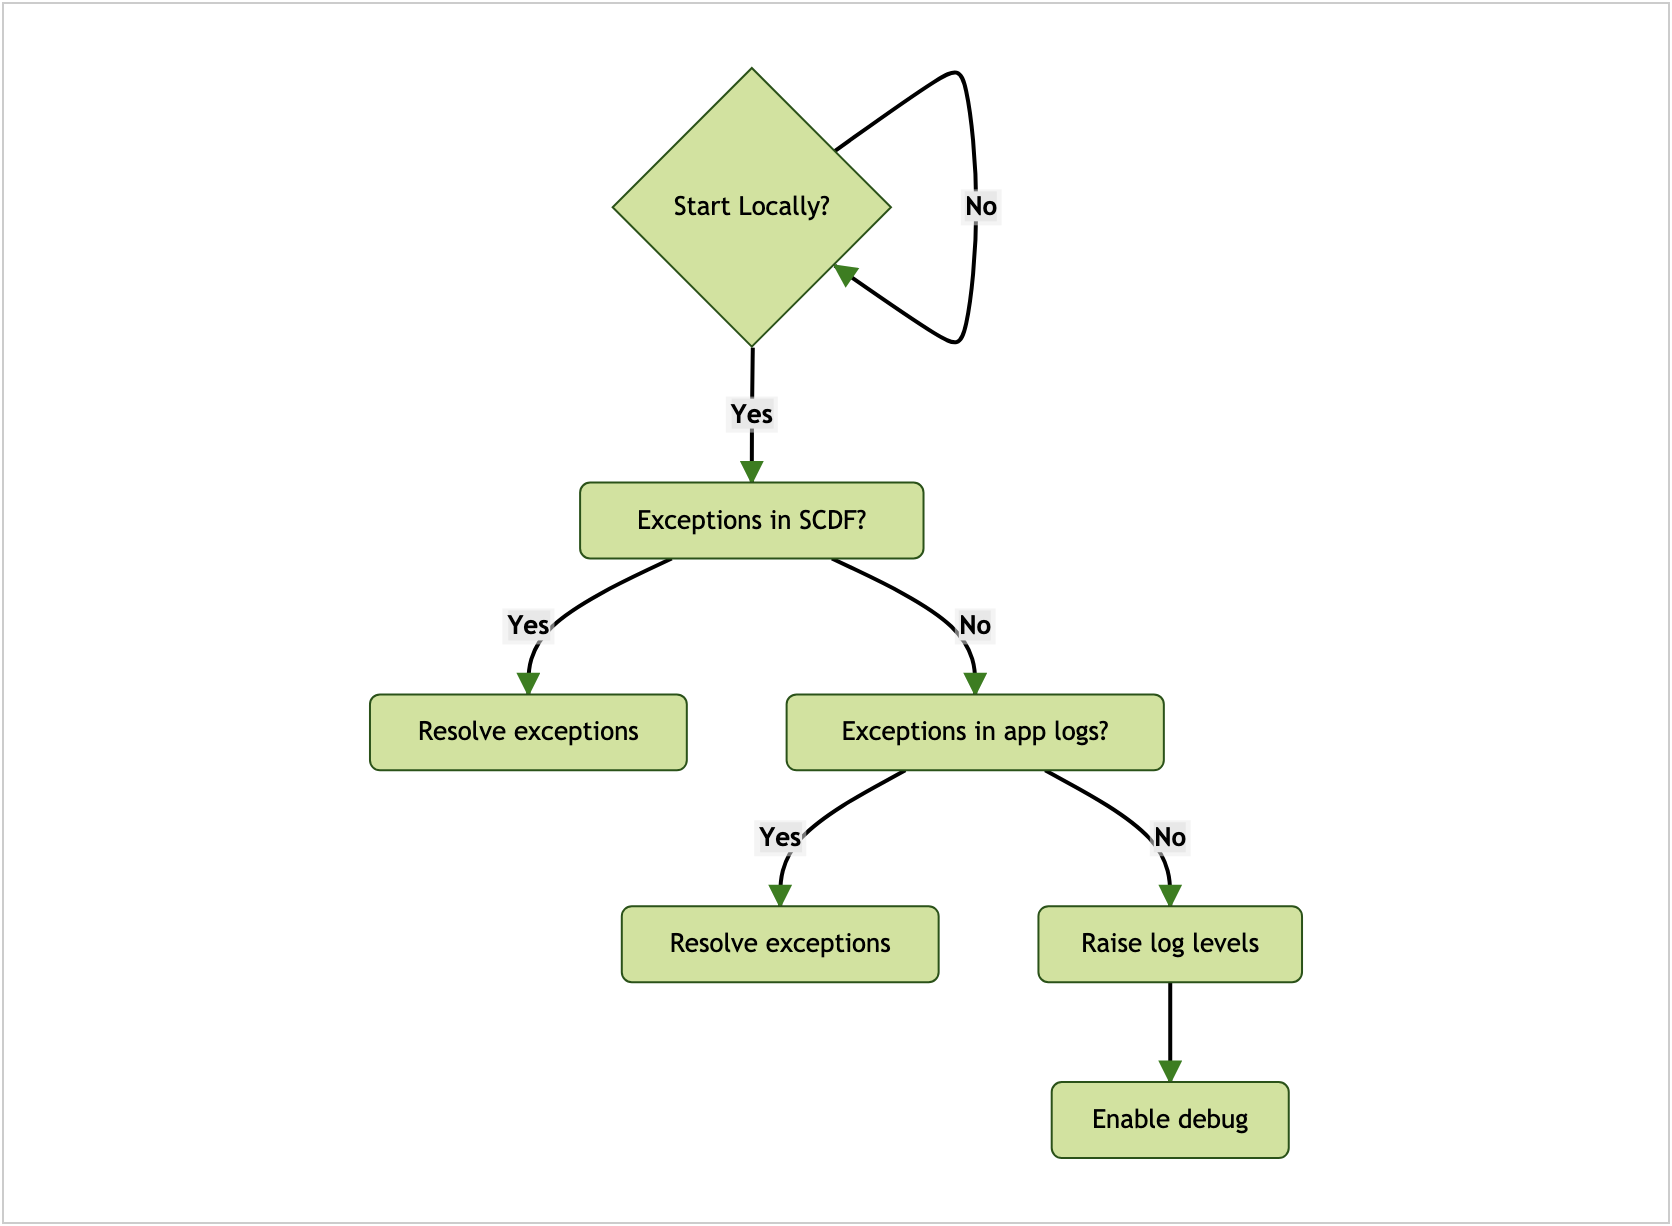 Start Locally?
No
Yes
Exceptions in SCDF?
Yes
No
Resolve exceptions
Exceptions in app logs?
Yes
No
Resolve exceptions
Raise log levels
Enable debug